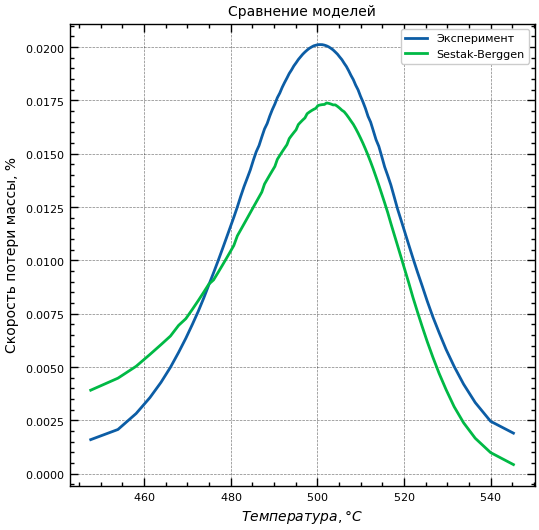 Сравнение моделей
Эксперимент
Sestak-Berggen
Скорость потери массы, %
0.0200
0.0175
0.0150
0.0125
0.0100
0.0075
0.0050
0.0025
0.0000
460 480 500 520 540
Температура, °C